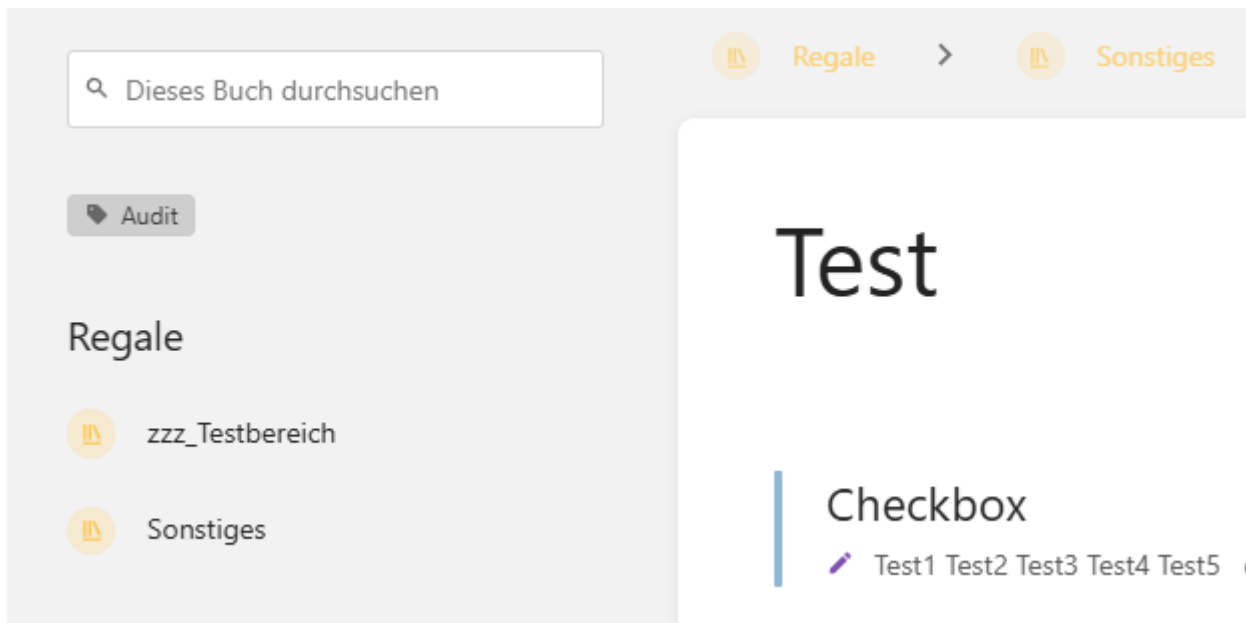 Dieses Buch durchsuchen
Audit
Regale
zzz_Testbereich
Sonstiges
Regale > Sonstiges
Test
Checkbox
Test1 Test2 Test3 Test4 Test5